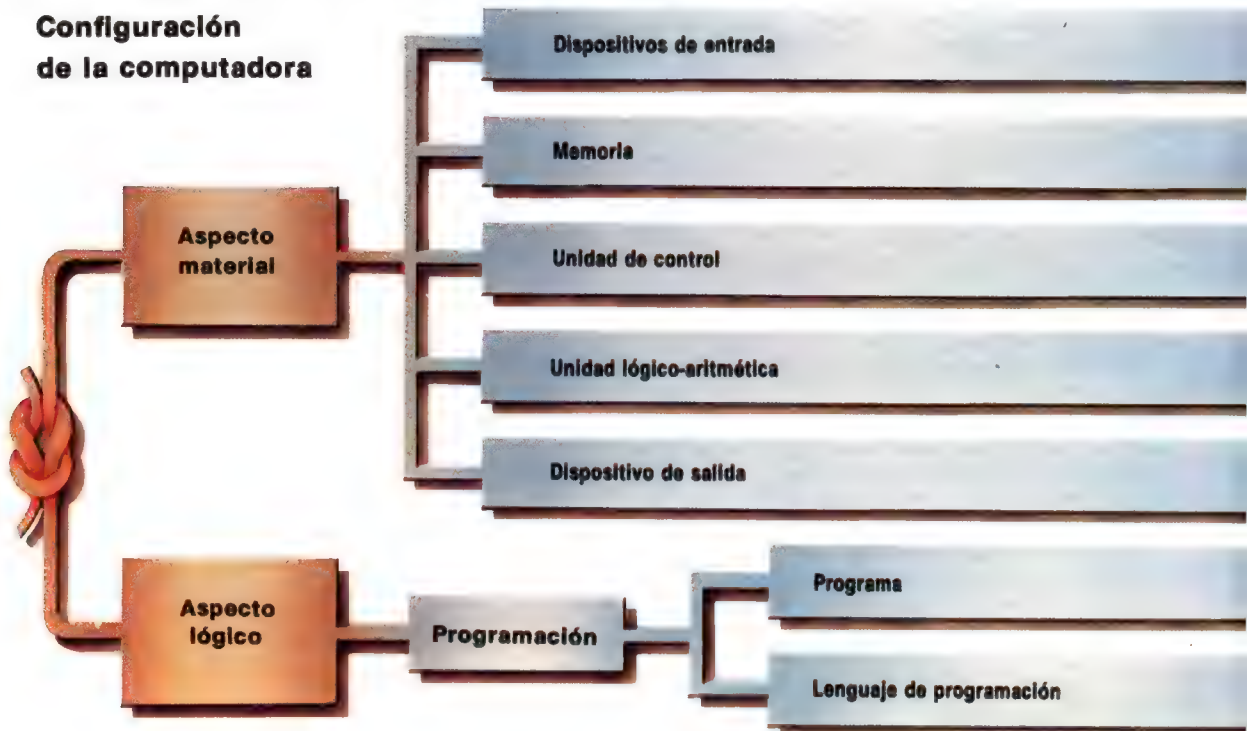 Configuración
de la computadora
Dispositivos de entrada
Memoria
Aspecto
material
Unidad de control
Unidad lógico-aritmética
Dispositivo de salida
Aspecto
lógico
Programación
Programa
Lenguaje de programación